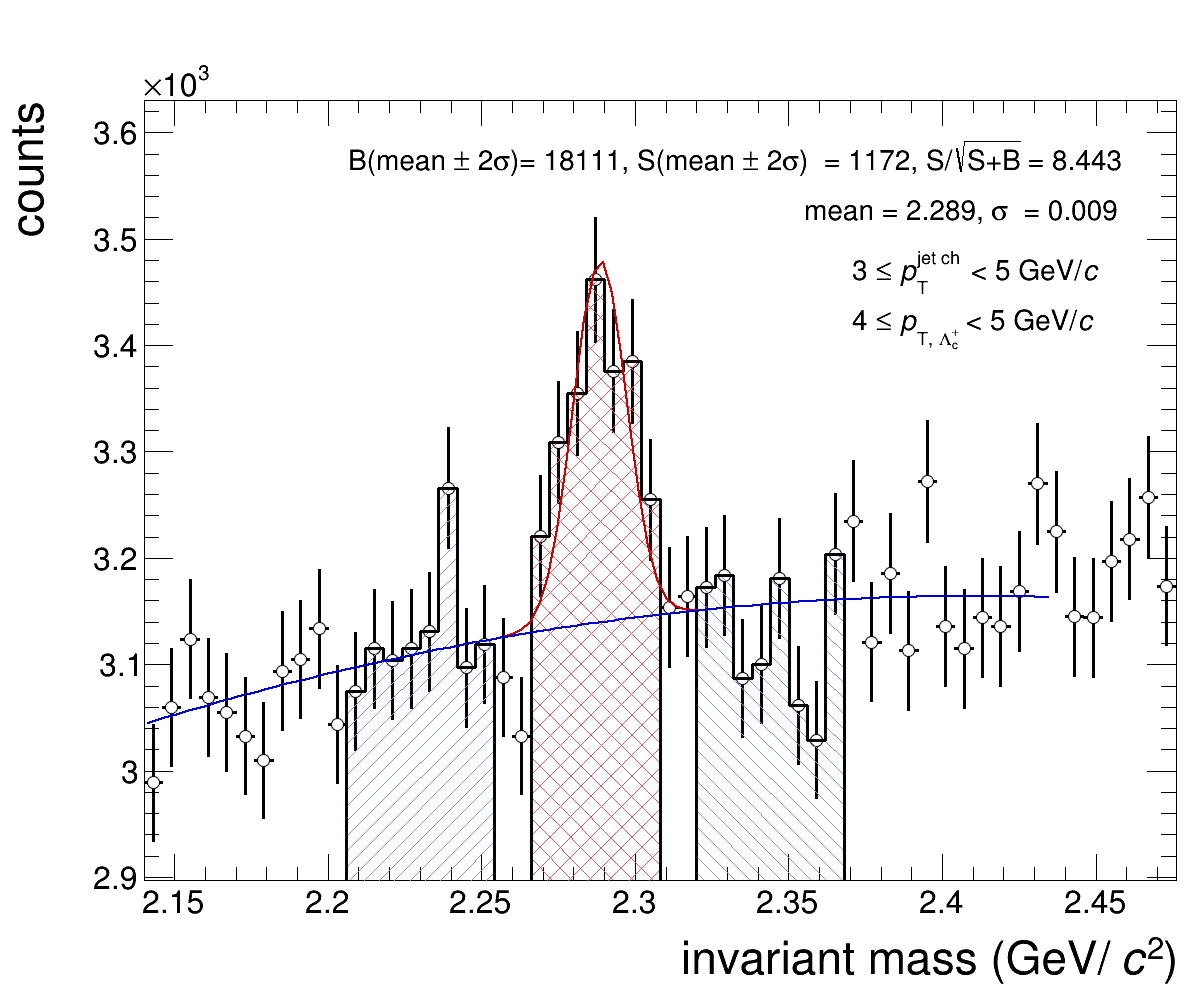 ×10³
counts
3.6
3.5
3.4
3.3
3.2
3.1
3
2.9
B(mean ± 2σ)= 18111, S(mean ± 2σ) = 1172, S/√S+B = 8.443
mean = 2.289, σ = 0.009
3 ≤ p_T^jet ch < 5 GeV/c
4 ≤ p_T, Λ_c^+ < 5 GeV/c
2.15 2.2 2.25 2.3 2.35 2.4 2.45
invariant mass (GeV/ c²)